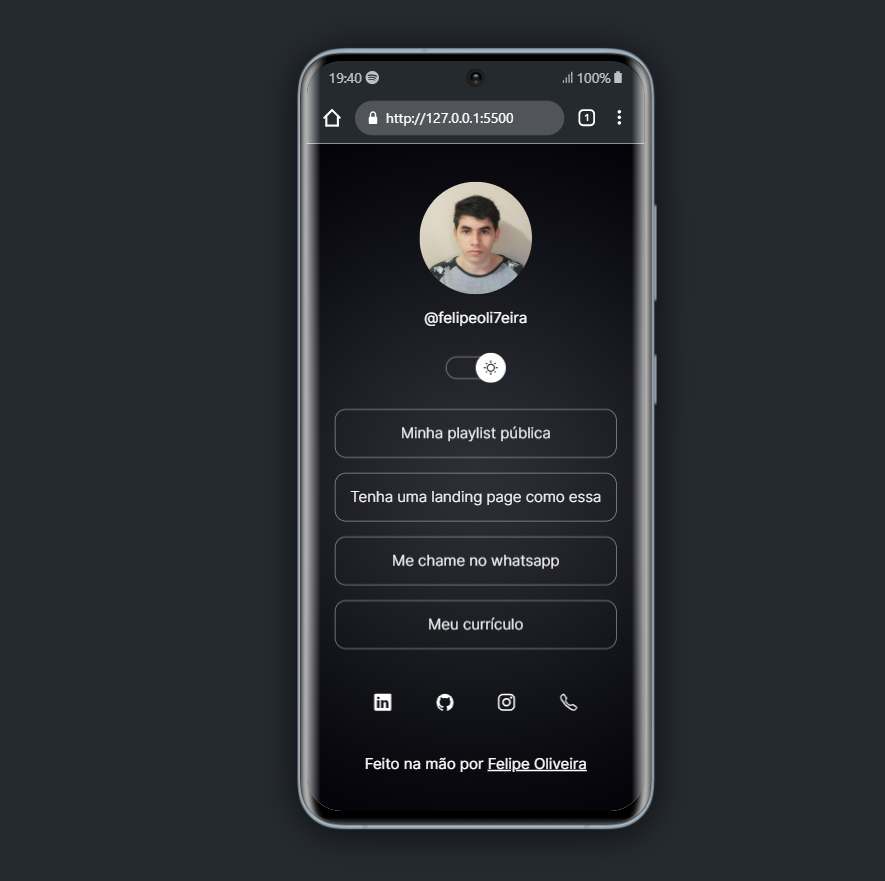 19:40 100%
http://127.0.0.1:5500 1
@felipeoli7eira
Minha playlist pública
Tenha uma landing page como essa
Me chame no whatsapp
Meu currículo
in
Feito na mão por Felipe Oliveira